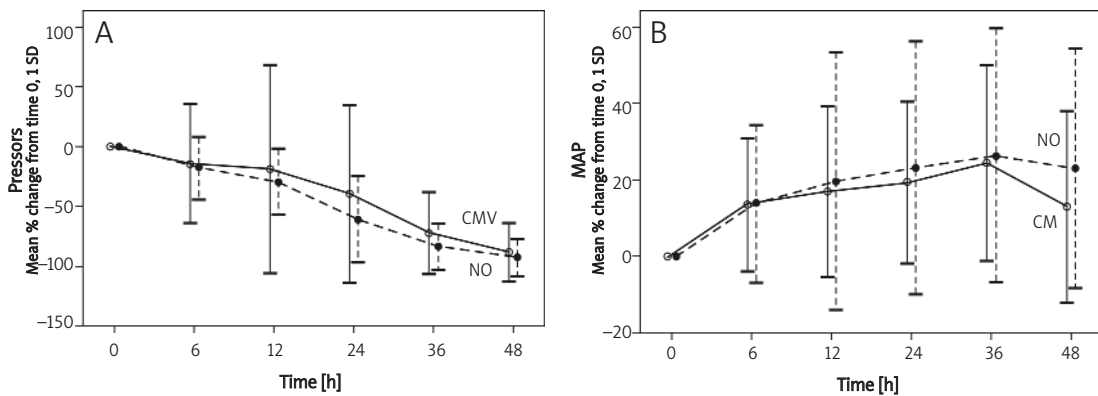 A
Pressors
Mean % change from time 0, 1 SD
100
50
0
−50
−100
−150
CMV
NO
0 6 12 24 36 48
Time [h]
B
MAP
Mean % change from time 0, 1 SD
60
40
20
0
−20
NO
CM
0 6 12 24 36 48
Time [h]